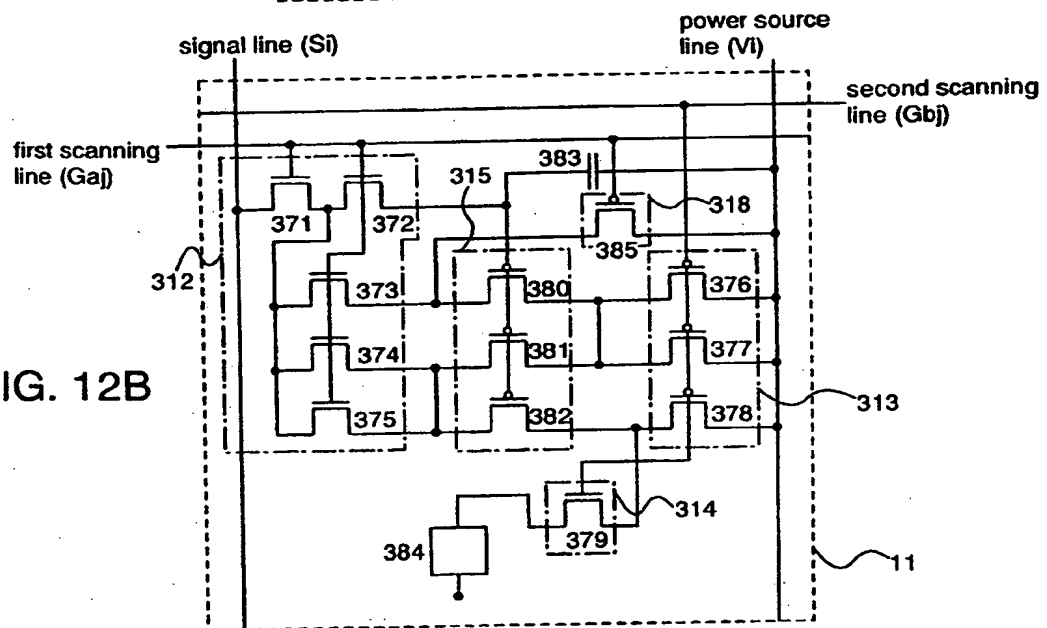 power source
line (Vi)
signal line (Si)
second scanning
line (Gbj)
first scanning
line (Gaj)
383
315
318
371
372
385
312
373
380
376
374
381
377
IG. 12B
375
382
378
313
314
379
384
11